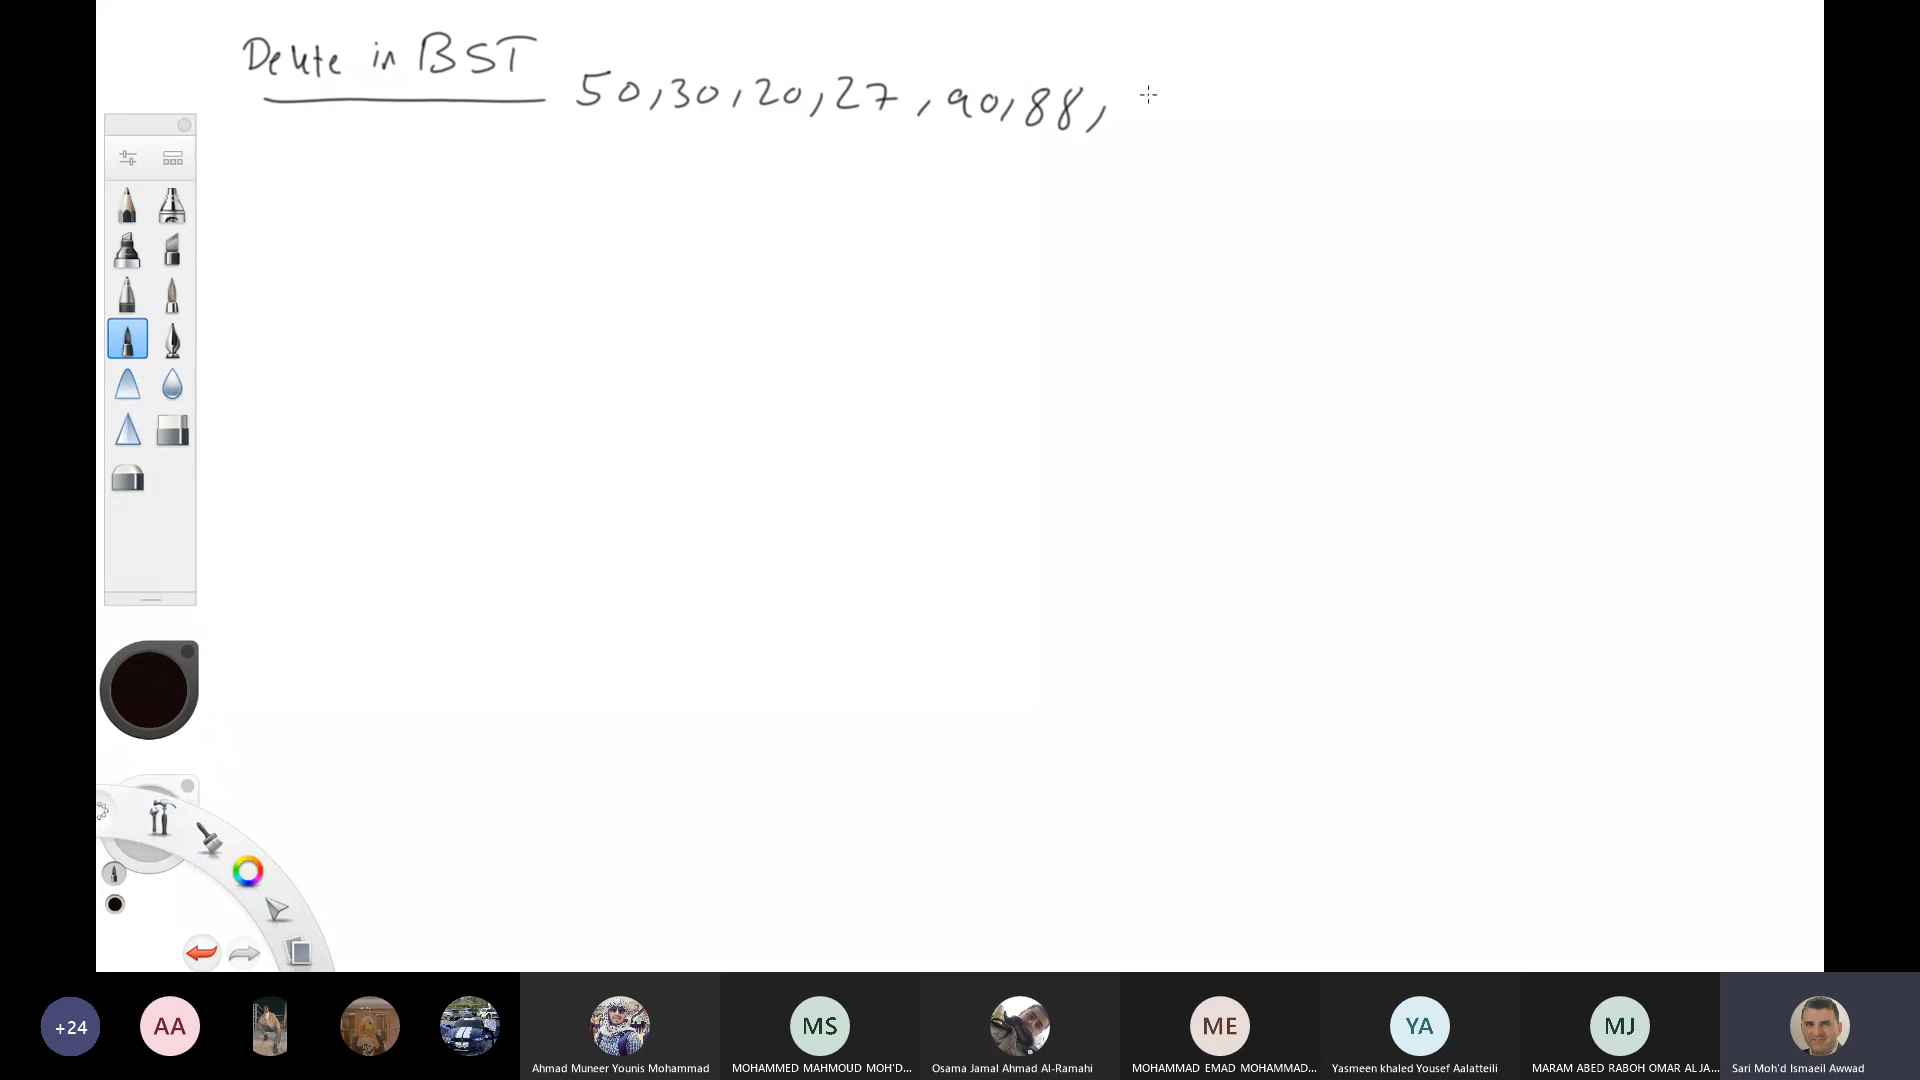 Delete in BST
50,30,20,27,90,88,
+24
AA
MS
ME
YA
MJ
Ahmad Muneer Younis Mohammad
MOHAMMED MAHMOUD MOH'D...
Osama Jamal Ahmad Al-Ramahi
MOHAMMAD EMAD MOHAMMAD...
Yasmeen khaled Yousef Aalatteili
MARAM ABED RABOH OMAR AL JA...
Sari Moh'd Ismaeil Awwad